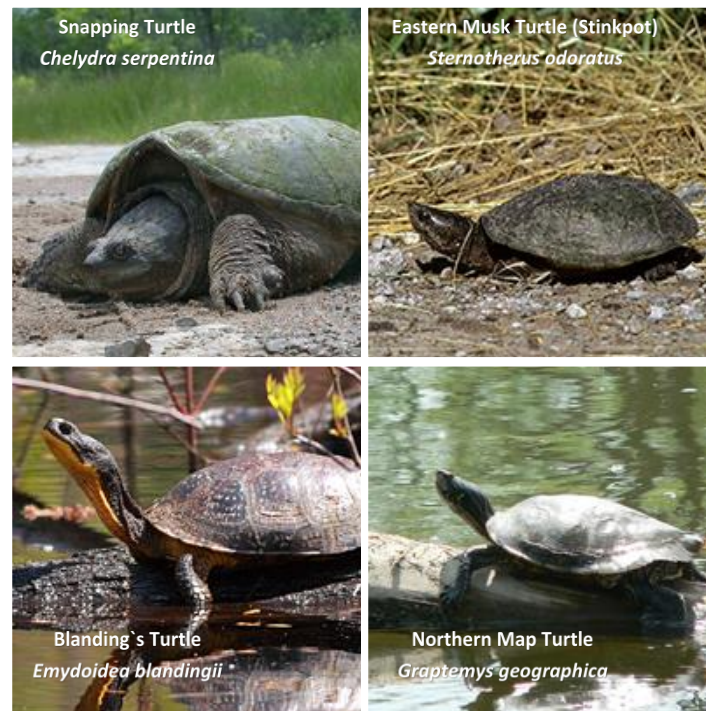 Snapping Turtle
Chelydra serpentina
Eastern Musk Turtle (Stinkpot)
Sternotherus odoratus
Blanding`s Turtle
Emydoidea blandingii
Northern Map Turtle
Graptemys geographica